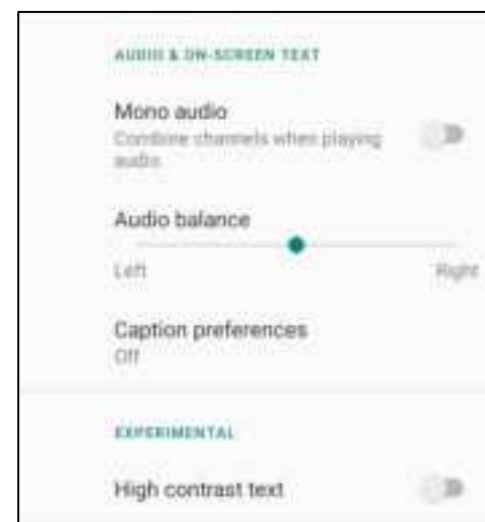 AUDIO & ON-SCREEN TEXT
Mono audio
Combine channels when playing
audio
Audio balance
Left Right
Caption preferences
Off
EXPERIMENTAL
High contrast text